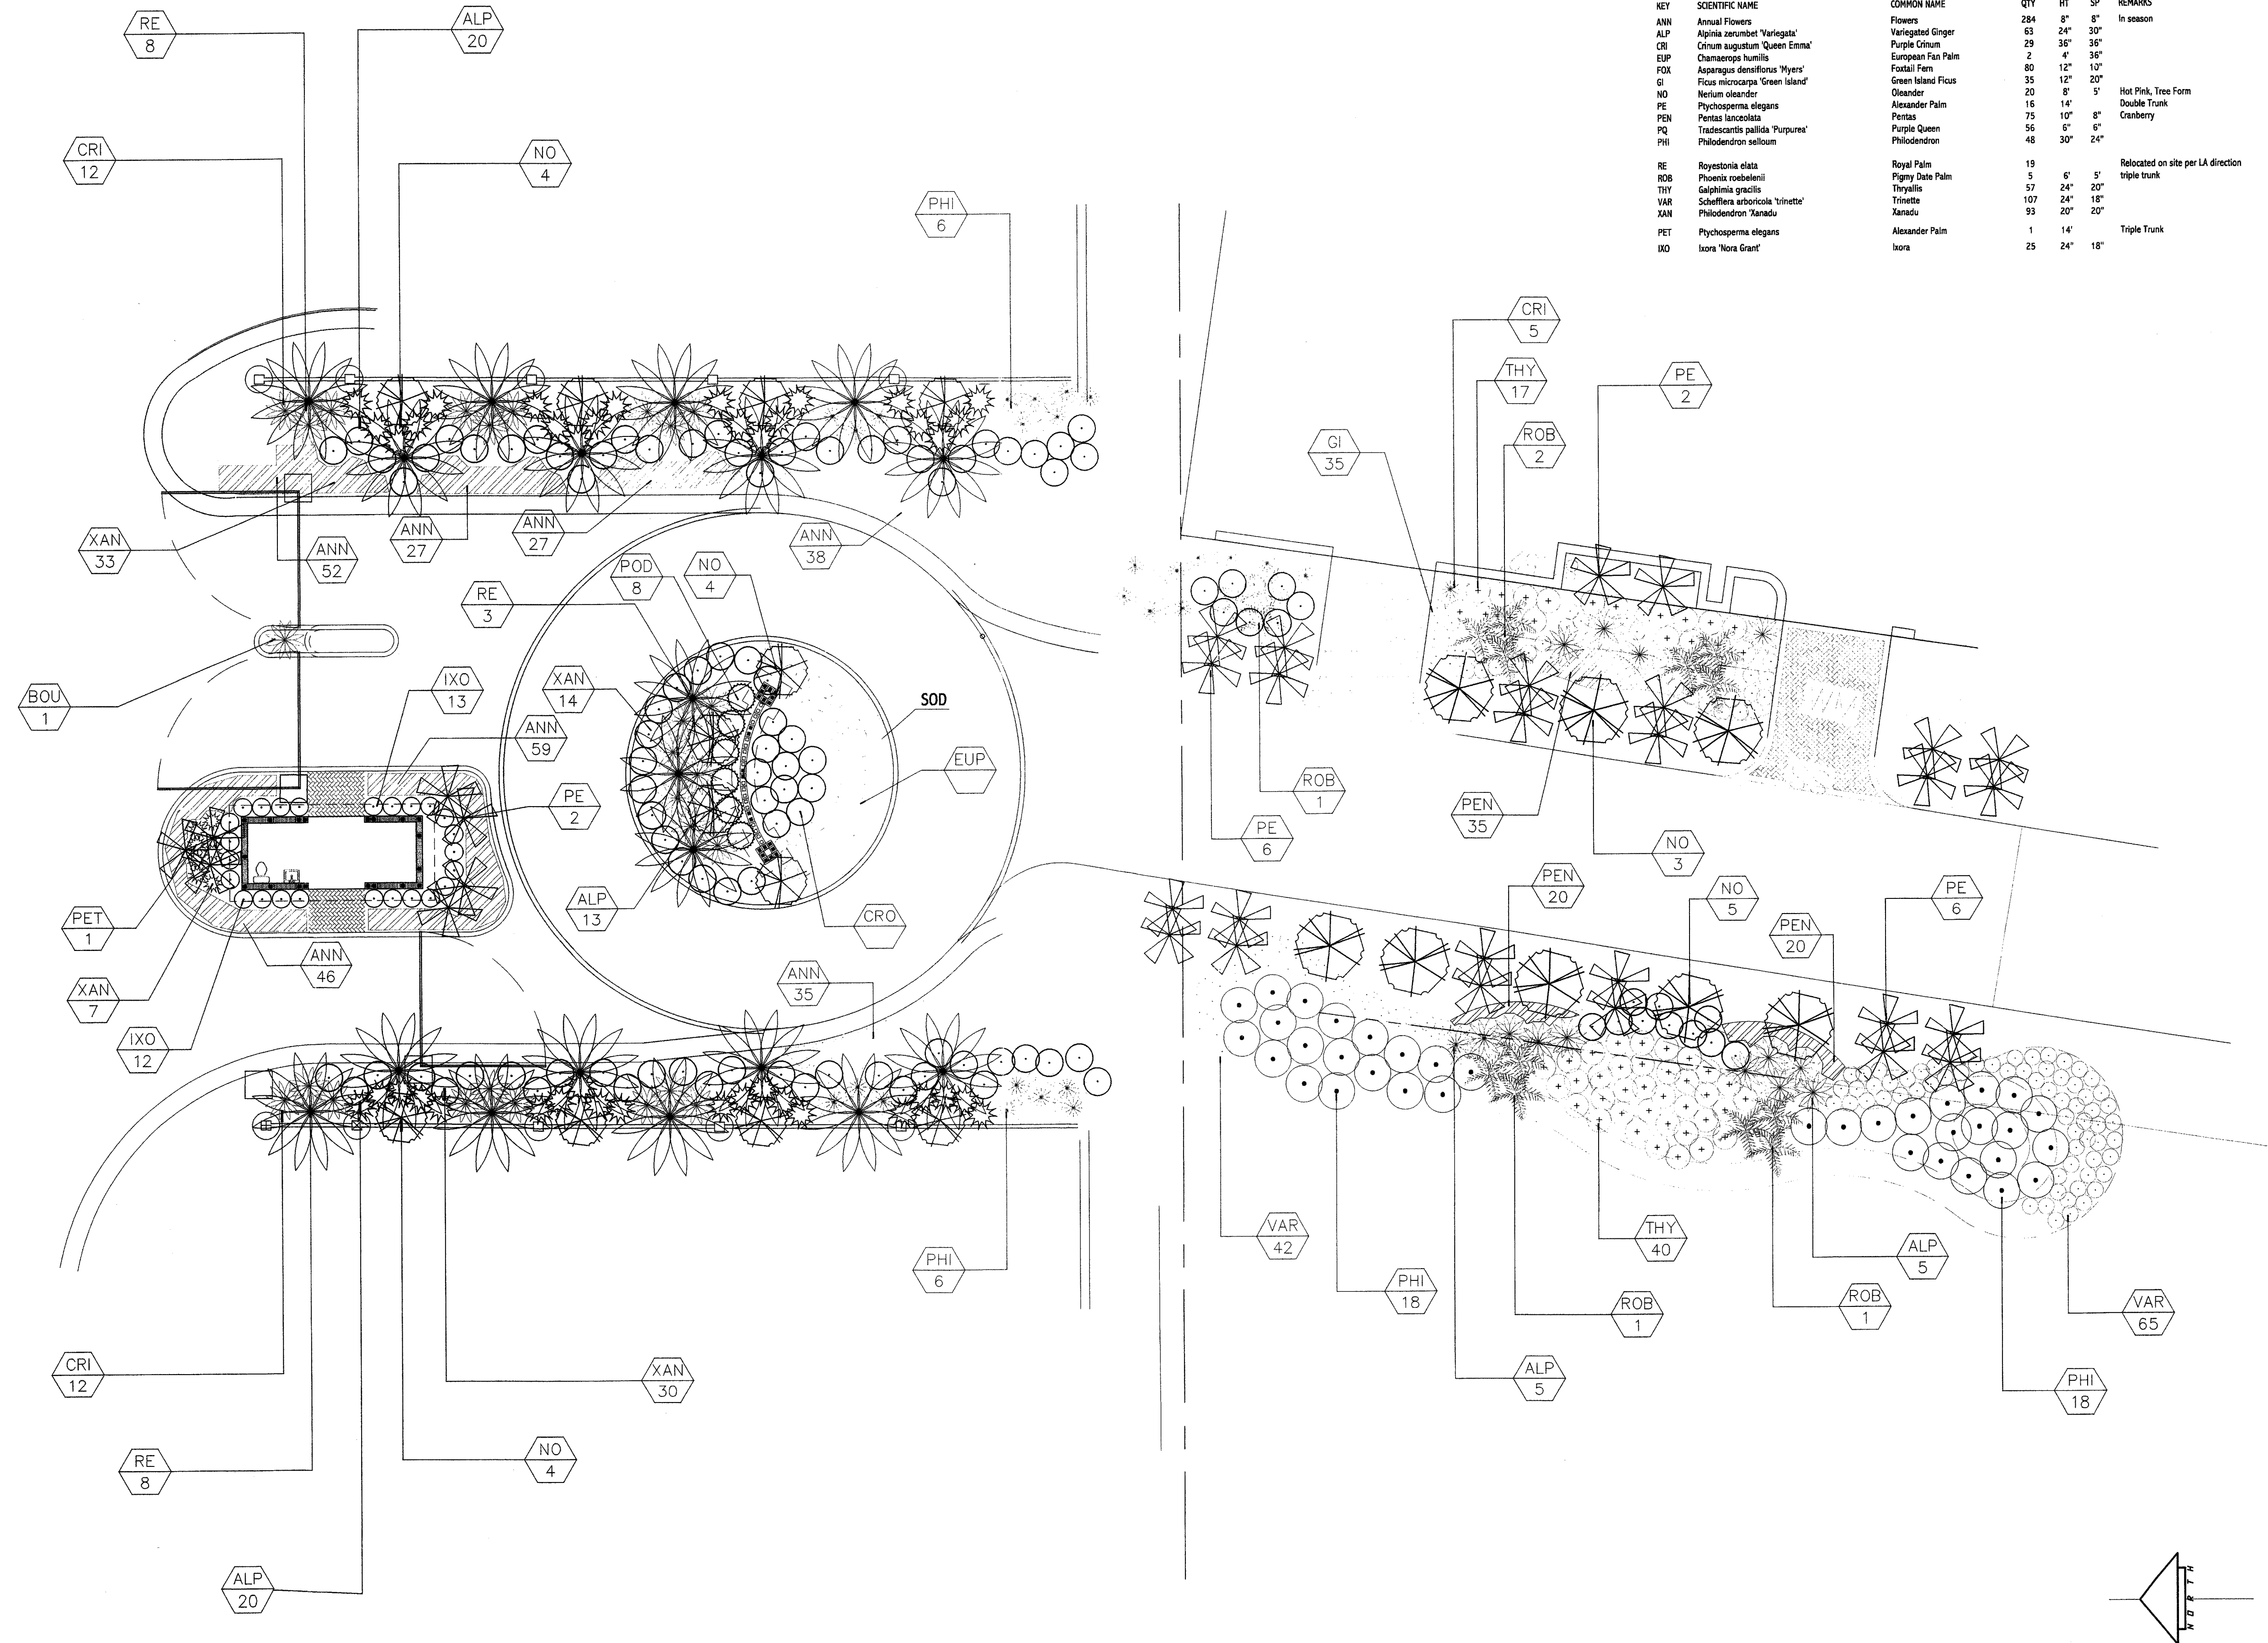 KEY SCIENTIFIC NAME COMMON NAME QTY HT SP REMARKS
ANN Annual Flowers Flowers 284 8" 8" In season
ALP Alpinia zerumbet 'Variegata' Variegated Ginger 63 24" 30"
CRI Crinum augustum 'Queen Emma' Purple Crinum 29 36" 36"
EUP Chamaerops humilis European Fan Palm 2 4' 36"
FOX Asparagus densiflorus 'Myers' Foxtail Fern 80 12" 10"
GI Ficus microcarpa 'Green Island' Green Island Ficus 35 12" 20"
NO Nerium oleander Oleander 20 8' 5' Hot Pink, Tree Form
PE Ptychosperma elegans Alexander Palm 16 14' Double Trunk
PEN Pentas lanceolata Pentas 75 10" 8" Cranberry
PQ Tradescantis pallida 'Purpurea' Purple Queen 56 6" 6"
PHI Philodendron selloum Philodendron 48 30" 24"
RE Royestonia elata Royal Palm 19 Relocated on site per LA direction
ROB Phoenix roebelenii Pigmy Date Palm 5 6' 5' triple trunk
THY Galphimia gracilis Thryallis 57 24" 20"
VAR Schefflera arboricola 'trinette' Trinette 107 24" 18"
XAN Philodendron 'Xanadu Xanadu 93 20" 20"
PET Ptychosperma elegans Alexander Palm 1 14' Triple Trunk
IXO Ixora 'Nora Grant' Ixora 25 24" 18"
RE
8
ALP
20
CRI
12
NO
4
PHI
6
CRI
5
THY
17
PE
2
ROB
2
GI
35
XAN
33
ANN
52
ANN
27
ANN
27
ANN
38
POD
8
NO
4
RE
3
BOU
1
IXO
13
XAN
14
SOD
ANN
59
EUP
PE
2
ROB
1
PEN
35
PE
6
NO
3
PET
1
ALP
13
CRO
PEN
20
NO
5
PE
6
PEN
20
ANN
46
XAN
7
ANN
35
IXO
12
VAR
42
THY
40
PHI
6
ALP
5
PHI
18
ROB
1
ROB
1
VAR
65
CRI
12
XAN
30
ALP
5
PHI
18
RE
8
NO
4
ALP
20
NORTH